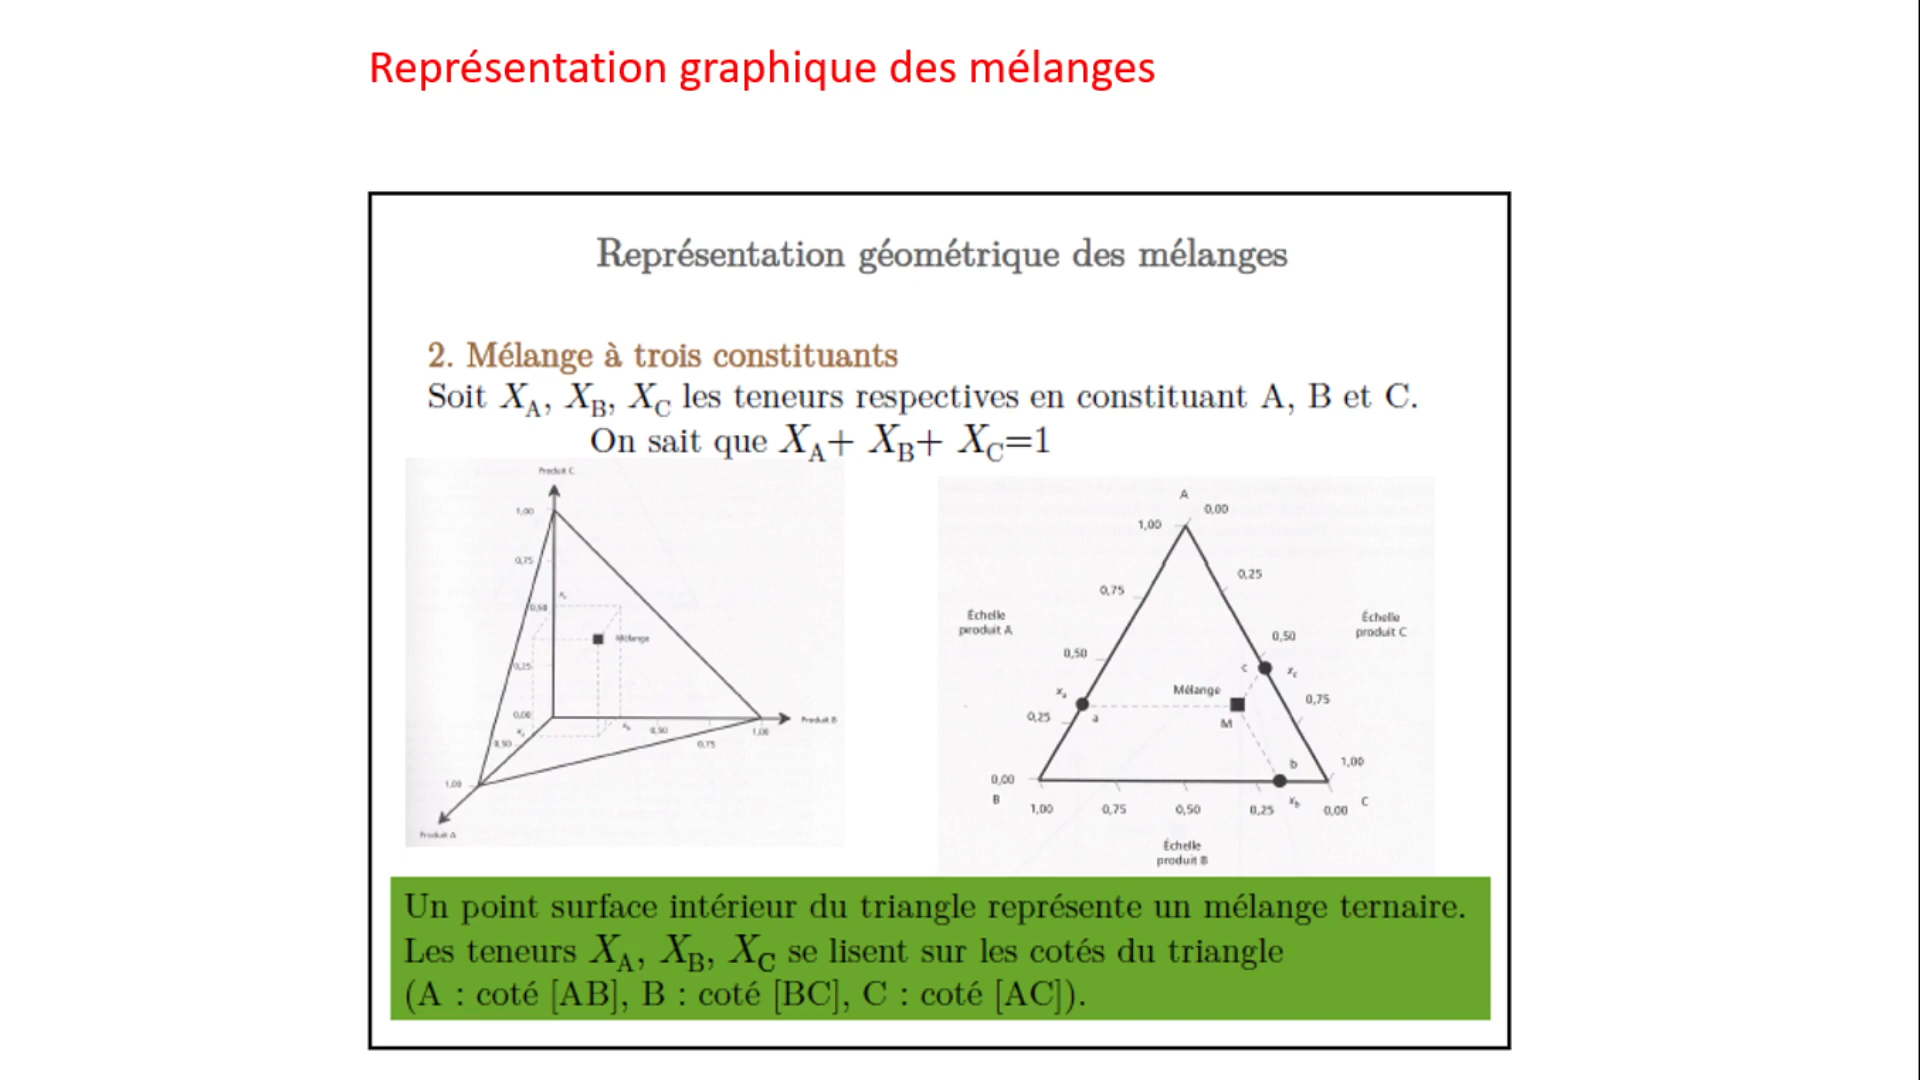 Représentation graphique des mélanges
Représentation géométrique des mélanges
2. Mélange à trois constituants
Soit X_A, X_B, X_C les teneurs respectives en constituant A, B et C.
On sait que X_A+ X_B+ X_C=1
Produit C
1,00
0,75
0,50
Mélange
0,25
0,00
0,50
0,75
1,00
Produit B
0,50
1,00
Produit A
A
0,00
1,00
0,25
0,75
Échelle
produit A
Échelle
produit C
0,50
0,50
c
x_c
x_a
Mélange
0,75
0,25
a
M
b
1,00
0,00
B
x_b
C
1,00
0,75
0,50
0,25
0,00
Échelle
produit B
Un point surface intérieur du triangle représente un mélange ternaire.
Les teneurs X_A, X_B, X_C se lisent sur les cotés du triangle
(A : coté [AB], B : coté [BC], C : coté [AC]).